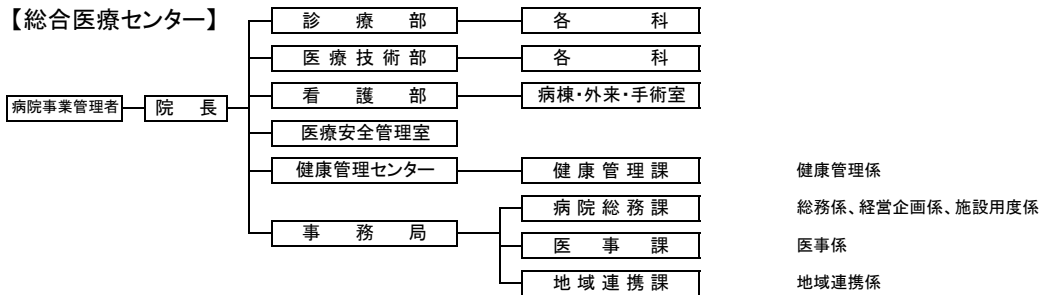 【総合医療センター】
診療部 各科
医療技術部 各科
看護部 病棟・外来・手術室
病院事業管理者 院長
医療安全管理室
健康管理センター 健康管理課 健康管理係
病院総務課 総務係、経営企画係、施設用度係
事務局
医事課 医事係
地域連携課 地域連携係